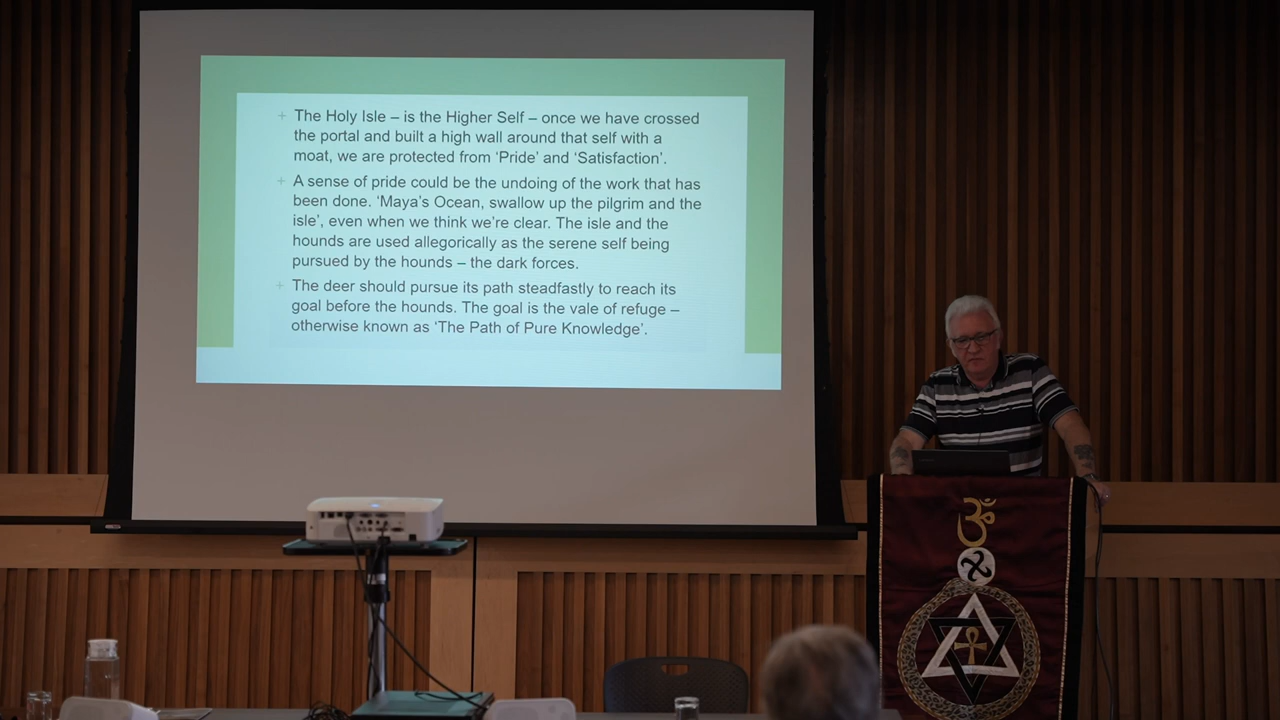 The Holy Isle – is the Higher Self – once we have crossed
the portal and built a high wall around that self with a
moat, we are protected from ‘Pride’ and ‘Satisfaction’.
A sense of pride could be the undoing of the work that has
been done. ‘Maya’s Ocean, swallow up the pilgrim and the
isle’, even when we think we’re clear. The isle and the
hounds are used allegorically as the serene self being
pursued by the hounds – the dark forces.
The deer should pursue its path steadfastly to reach its
goal before the hounds. The goal is the vale of refuge –
otherwise known as ‘The Path of Pure Knowledge’.
ॐ